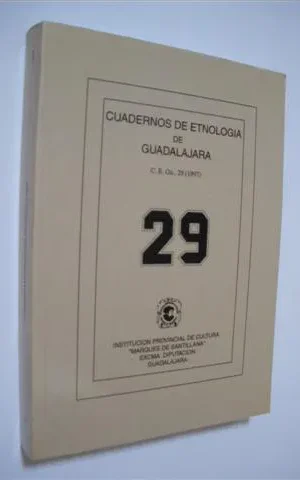 CUADERNOS DE ETNOLOGIA
DE
GUADALAJARA
C. E. Gu., 29 (1997)
29
INSTITUCION PROVINCIAL DE CULTURA
"MARQUES DE SANTILLANA"
EXCMA. DIPUTACION
GUADALAJARA